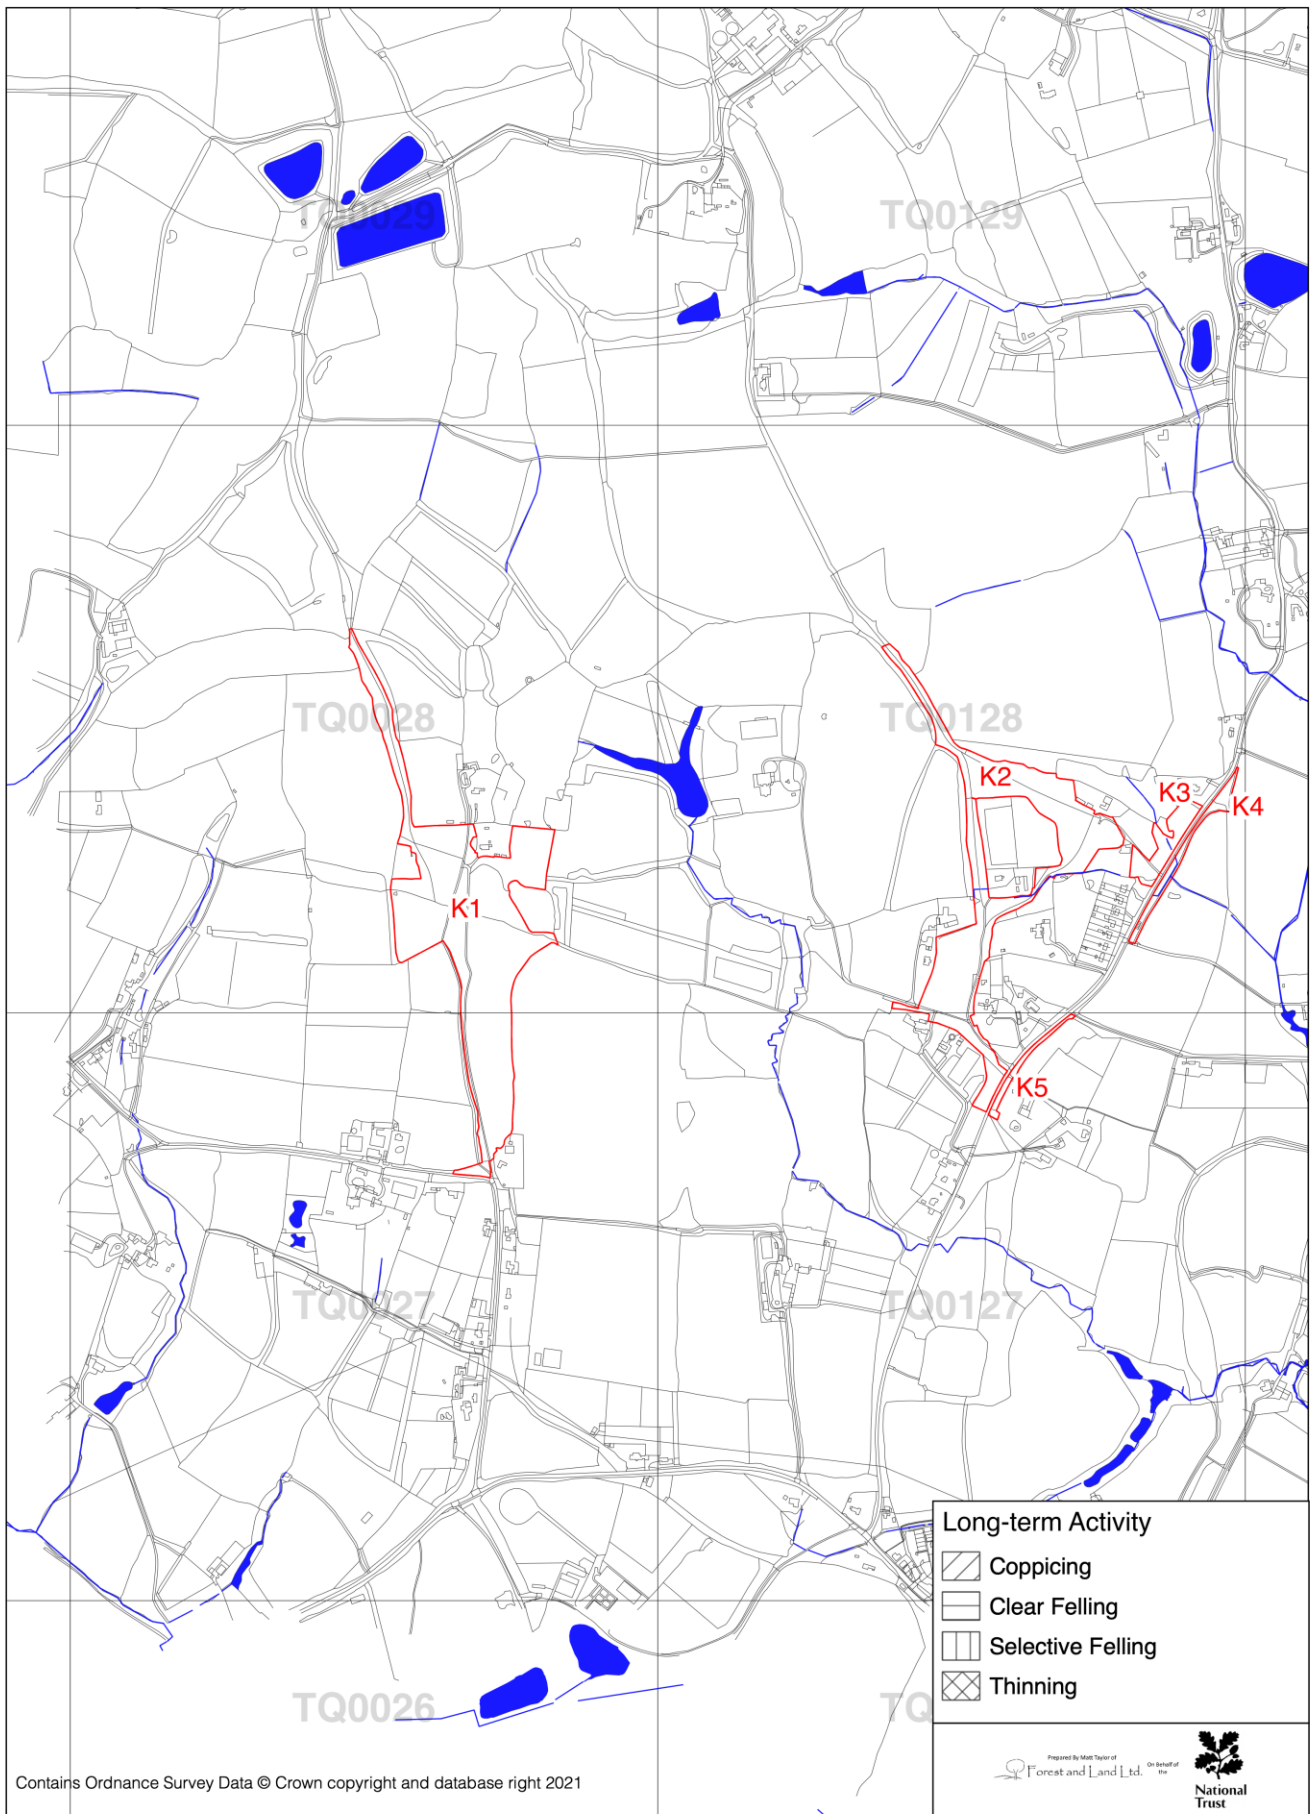 TQ0029
TQ0129
TQ0028
TQ0128
K2
K3
K4
K1
K5
TQ0027
TQ0127
Long-term Activity
Coppicing
Clear Felling
Selective Felling
Thinning
TQ0026
TQ
Prepared By Matt Taylor of
Forest and Land Ltd.
On Behalf of
the
National
Trust
Contains Ordnance Survey Data © Crown copyright and database right 2021